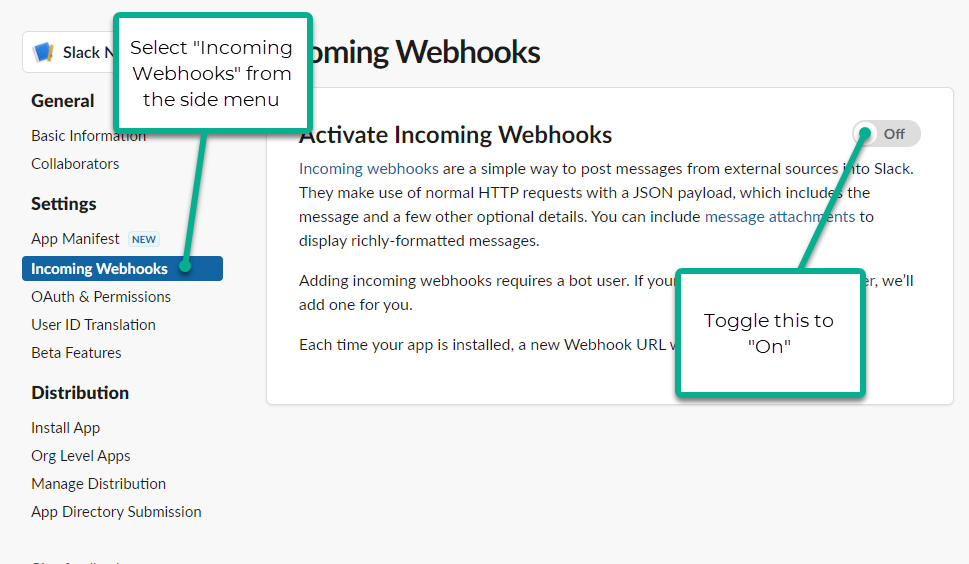 Select "Incoming
Webhooks" from
the side menu
Slack
General
Basic Information
Collaborators
Settings
App Manifest NEW
Incoming Webhooks
OAuth & Permissions
User ID Translation
Beta Features
Distribution
Install App
Org Level Apps
Manage Distribution
App Directory Submission
oming Webhooks
Activate Incoming Webhooks
Off
Incoming webhooks are a simple way to post messages from external sources into Slack.
They make use of normal HTTP requests with a JSON payload, which includes the
message and a few other optional details. You can include message attachments to
display richly-formatted messages.
Adding incoming webhooks requires a bot user. If your we'll
add one for you.
Each time your app is installed, a new Webhook URL
Toggle this to
"On"